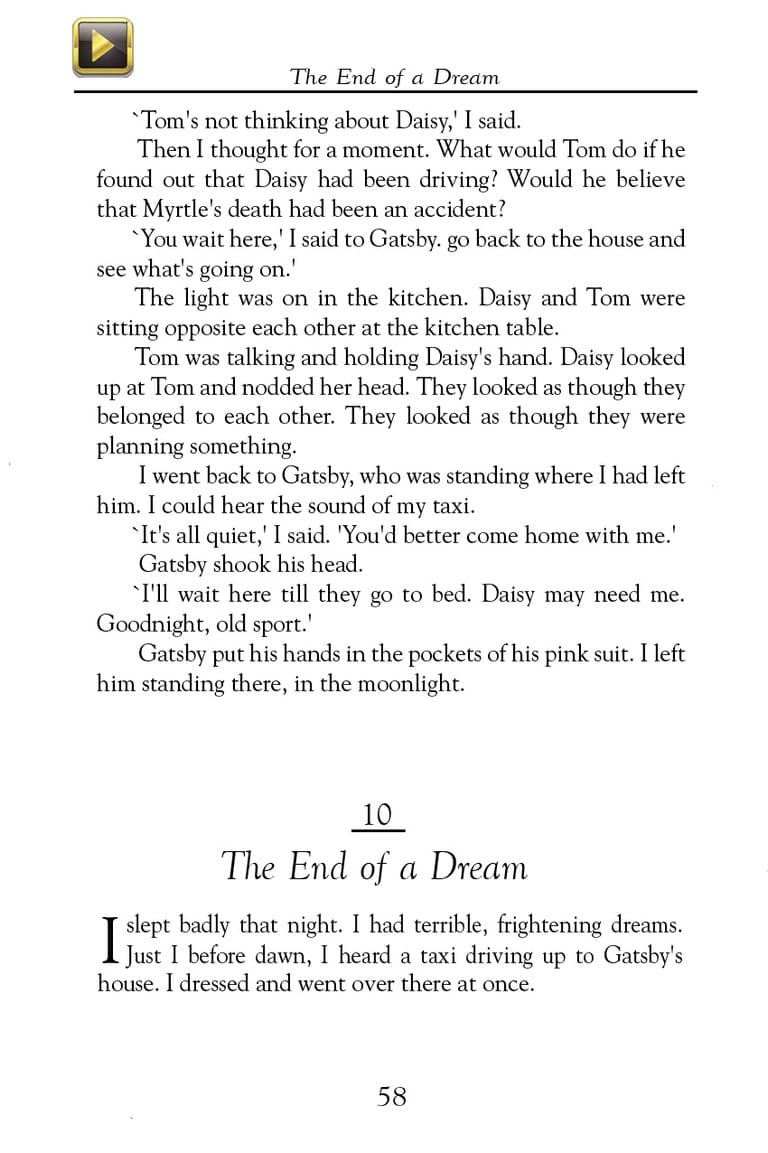 The End of a Dream
`Tom's not thinking about Daisy,' I said.
Then I thought for a moment. What would Tom do if he
found out that Daisy had been driving? Would he believe
that Myrtle's death had been an accident?
`You wait here,' I said to Gatsby. go back to the house and
see what's going on.'
The light was on in the kitchen. Daisy and Tom were
sitting opposite each other at the kitchen table.
Tom was talking and holding Daisy's hand. Daisy looked
up at Tom and nodded her head. They looked as though they
belonged to each other. They looked as though they were
planning something.
I went back to Gatsby, who was standing where I had left
him. I could hear the sound of my taxi.
`It's all quiet,' I said. 'You'd better come home with me.'
Gatsby shook his head.
`I'll wait here till they go to bed. Daisy may need me.
Goodnight, old sport.'
Gatsby put his hands in the pockets of his pink suit. I left
him standing there, in the moonlight.
10
The End of a Dream
I slept badly that night. I had terrible, frightening dreams.
Just I before dawn, I heard a taxi driving up to Gatsby's
house. I dressed and went over there at once.
58